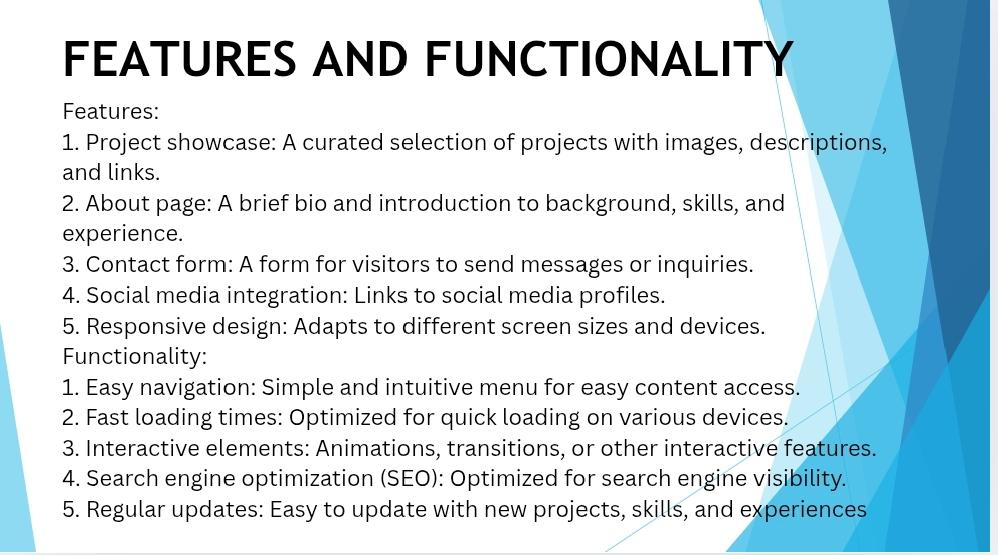 FEATURES AND FUNCTIONALITY
Features:
1. Project showcase: A curated selection of projects with images, descriptions,
and links.
2. About page: A brief bio and introduction to background, skills, and
experience.
3. Contact form: A form for visitors to send messages or inquiries.
4. Social media integration: Links to social media profiles.
5. Responsive design: Adapts to different screen sizes and devices.
Functionality:
1. Easy navigation: Simple and intuitive menu for easy content access.
2. Fast loading times: Optimized for quick loading on various devices.
3. Interactive elements: Animations, transitions, or other interactive features.
4. Search engine optimization (SEO): Optimized for search engine visibility.
5. Regular updates: Easy to update with new projects, skills, and experiences